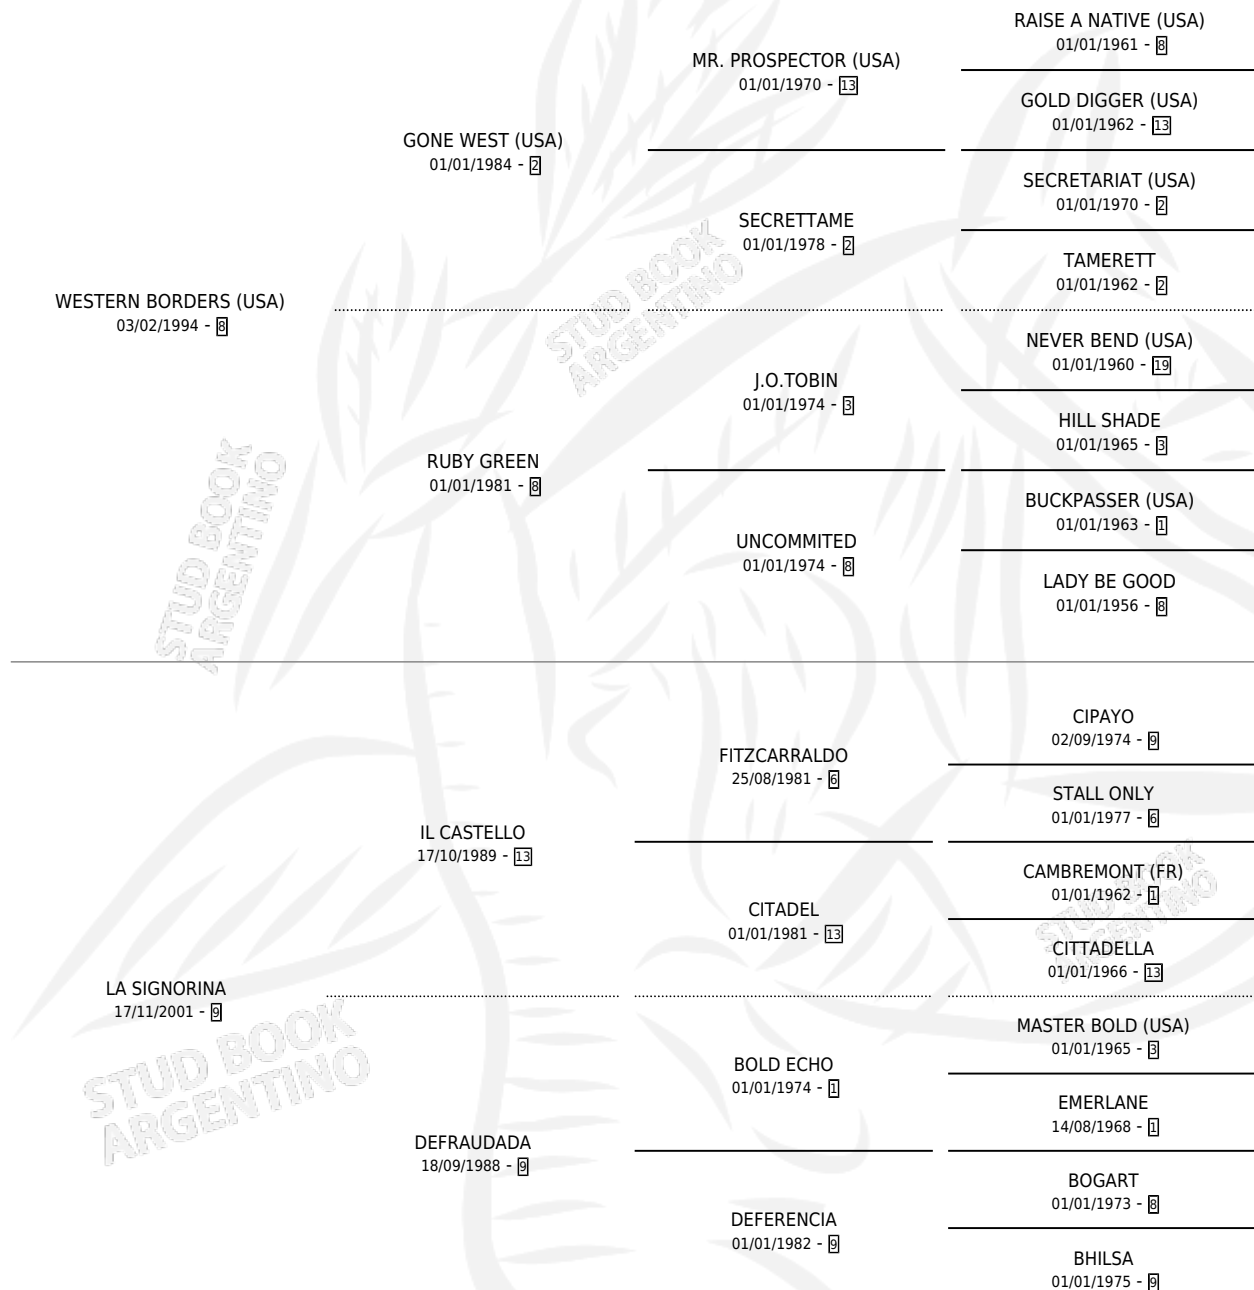 RAISE A NATIVE (USA)
01/01/1961 - 8
MR. PROSPECTOR (USA)
01/01/1970 - 13
GOLD DIGGER (USA)
01/01/1962 - 13
GONE WEST (USA)
01/01/1984 - 2
SECRETARIAT (USA)
01/01/1970 - 2
SECRETTAME
01/01/1978 - 2
TAMERETT
01/01/1962 - 2
WESTERN BORDERS (USA)
03/02/1994 - 8
NEVER BEND (USA)
01/01/1960 - 19
J.O.TOBIN
01/01/1974 - 3
HILL SHADE
01/01/1965 - 3
RUBY GREEN
01/01/1981 - 8
BUCKPASSER (USA)
01/01/1963 - 1
UNCOMMITED
01/01/1974 - 8
LADY BE GOOD
01/01/1956 - 8
CIPAYO
02/09/1974 - 9
FITZCARRALDO
25/08/1981 - 6
STALL ONLY
01/01/1977 - 6
IL CASTELLO
17/10/1989 - 13
CAMBREMONT (FR)
01/01/1962 - 1
CITADEL
01/01/1981 - 13
CITTADELLA
01/01/1966 - 13
LA SIGNORINA
17/11/2001 - 9
MASTER BOLD (USA)
01/01/1965 - 3
BOLD ECHO
01/01/1974 - 1
EMERLANE
14/08/1968 - 1
DEFRAUDADA
18/09/1988 - 9
BOGART
01/01/1973 - 8
DEFERENCIA
01/01/1982 - 9
BHILSA
01/01/1975 - 9
STUD BOOK
ARGENTINO
STUD BOOK
ARGENTINO
STUD BOOK
ARGENTINO
STUD BOOK
ARGENTINO